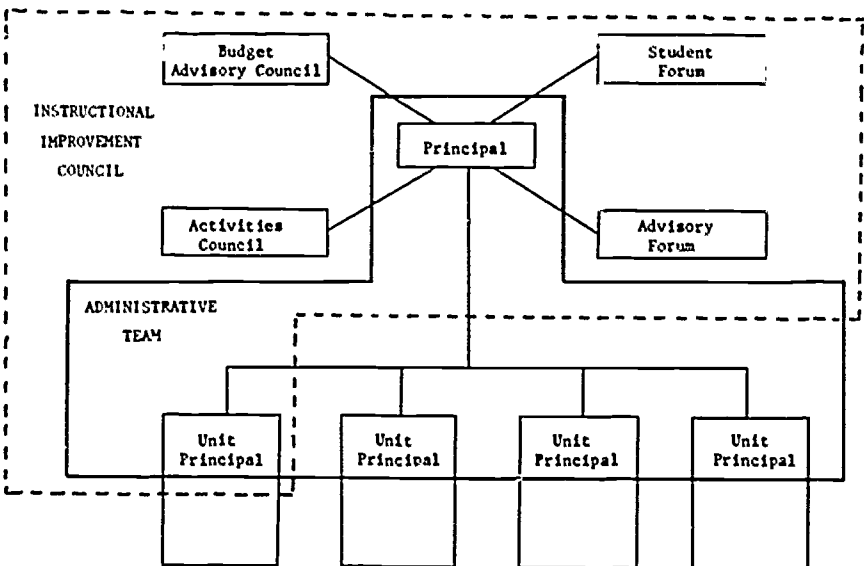 Budget
Advisory Council
Student
Forum
INSTRUCTIONAL
IMPROVEMENT
COUNCIL
Principal
Activities
Council
Advisory
Forum
ADMINISTRATIVE
TEAM
Unit
Principal
Unit
Principal
Unit
Principal
Unit
Principal